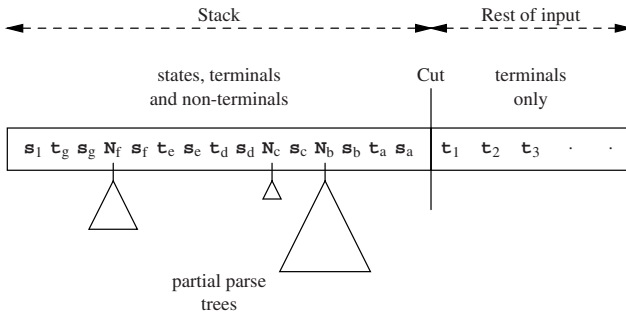 Stack Rest of input
states, terminals and non-terminals Cut terminals only
s1 tg sg Nf sf te se td sd Nc sc Nb sb ta sa t1 t2 t3 . .
partial parse
trees